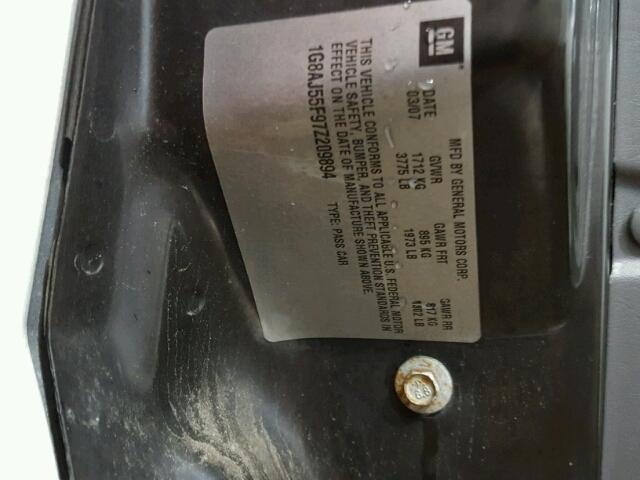 GM
MFD BY GENERAL MOTORS CORP.
DATE GVWR GAWR FRT GAWR RR
03/07 1712 KG 895 KG 817 KG
3775 LB 1973 LB 1802 LB
THIS VEHICLE CONFORMS TO ALL APPLICABLE U.S. FEDERAL MOTOR
VEHICLE SAFETY, BUMPER, AND THEFT PREVENTION STANDARDS IN
EFFECT ON THE DATE OF MANUFACTURE SHOWN ABOVE.
1G8AJ55F97Z209894 TYPE: PASS CAR